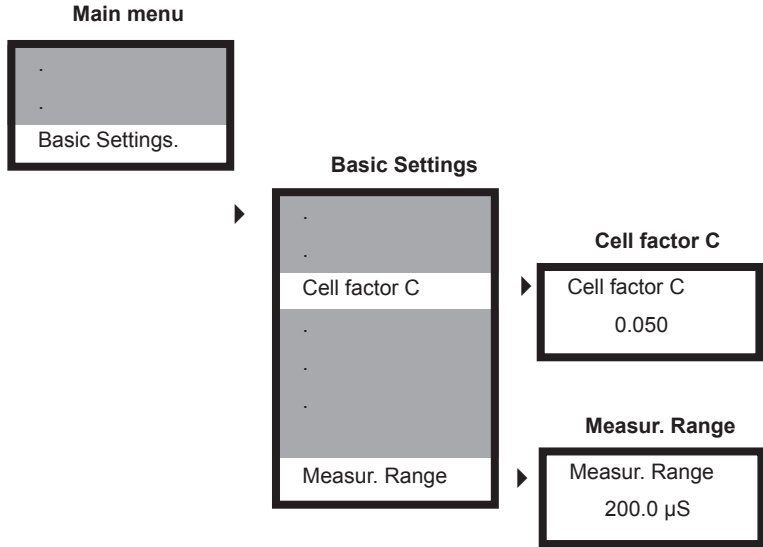 Main menu
.
.
Basic Settings.
Basic Settings
.
.
Cell factor C
.
.
.
Measur. Range
Cell factor C
Cell factor C
0.050
Measur. Range
Measur. Range
200.0 µS